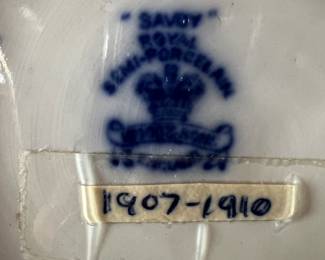 "SAVOY"
ROYAL
SEMI-PORCELAIN
1907-1910